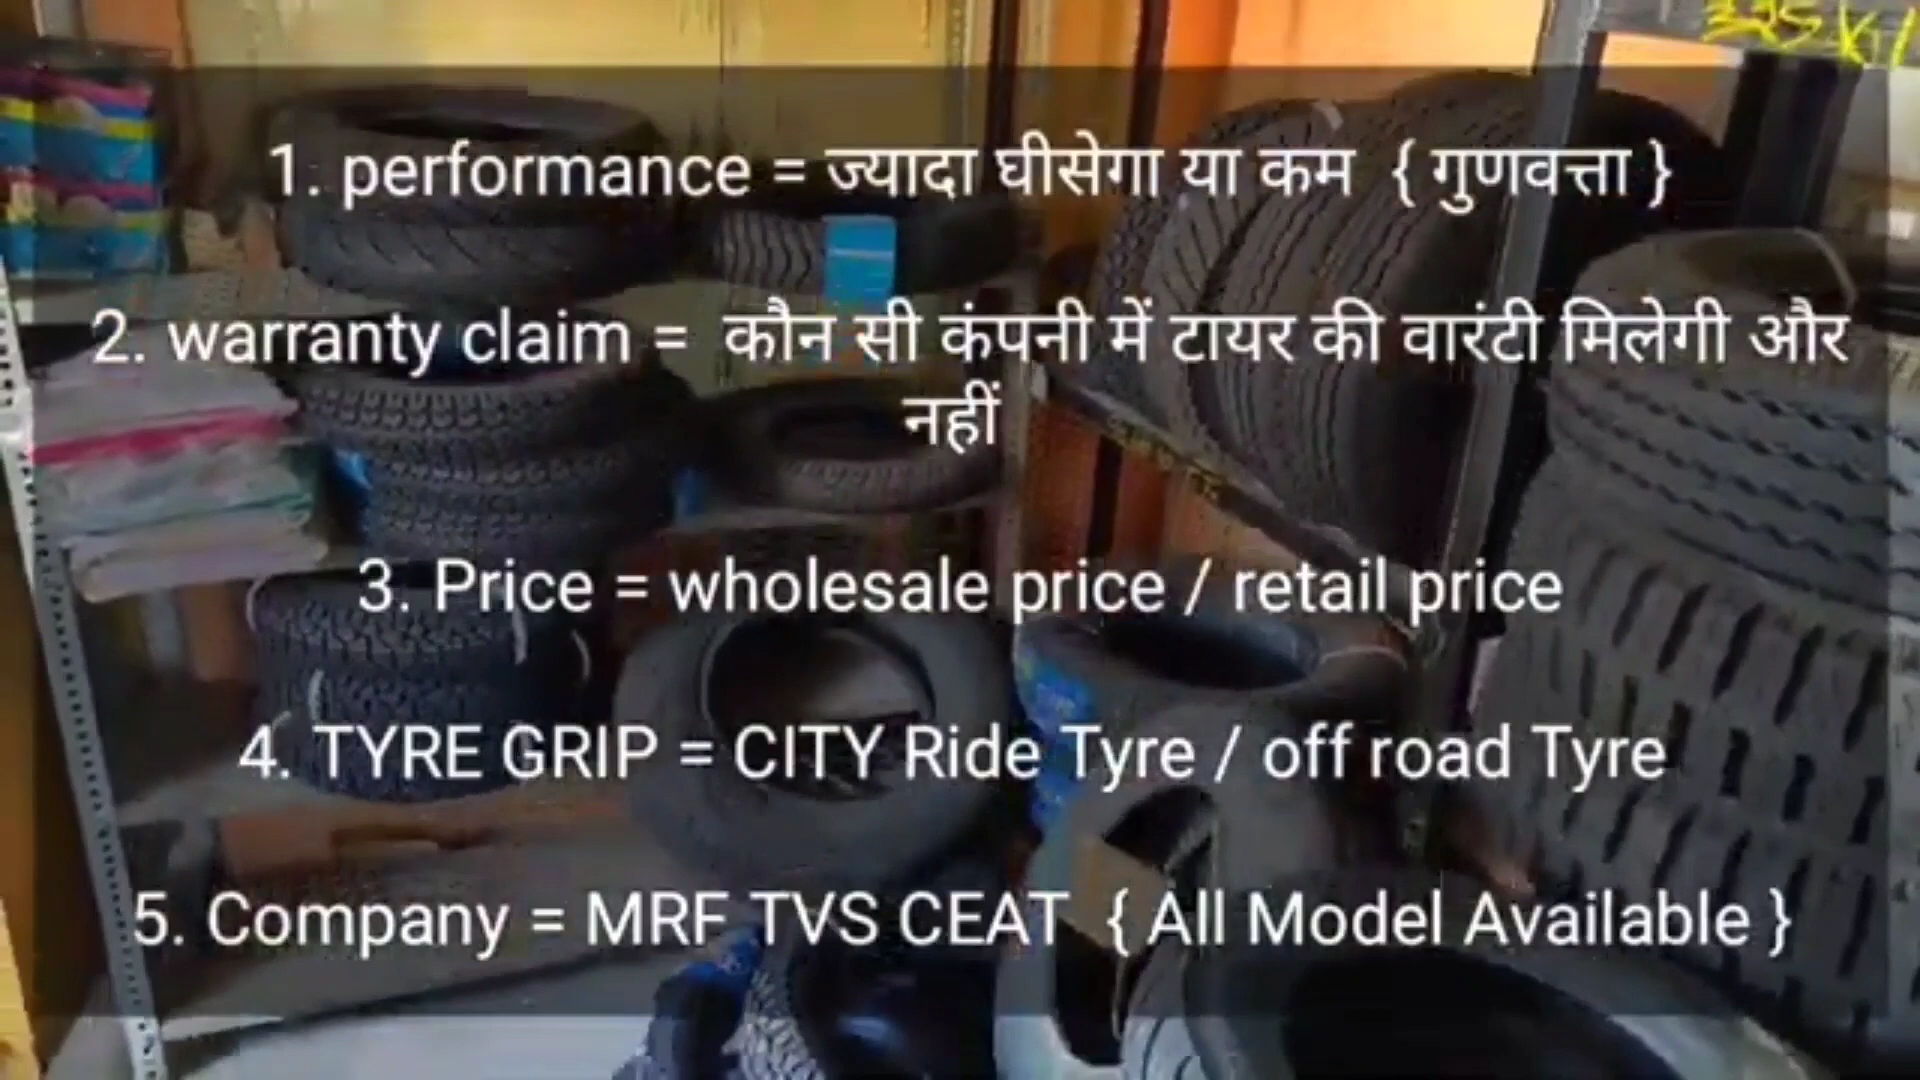 1. performance = ज्यादा घीसेगा या कम { गुणवत्ता }
2. warranty claim = कौन सी कंपनी में टायर की वारंटी मिलेगी और
नहीं
3. Price = wholesale price / retail price
4. TYRE GRIP = CITY Ride Tyre / off road Tyre
5. Company = MRF TVS CEAT { All Model Available }